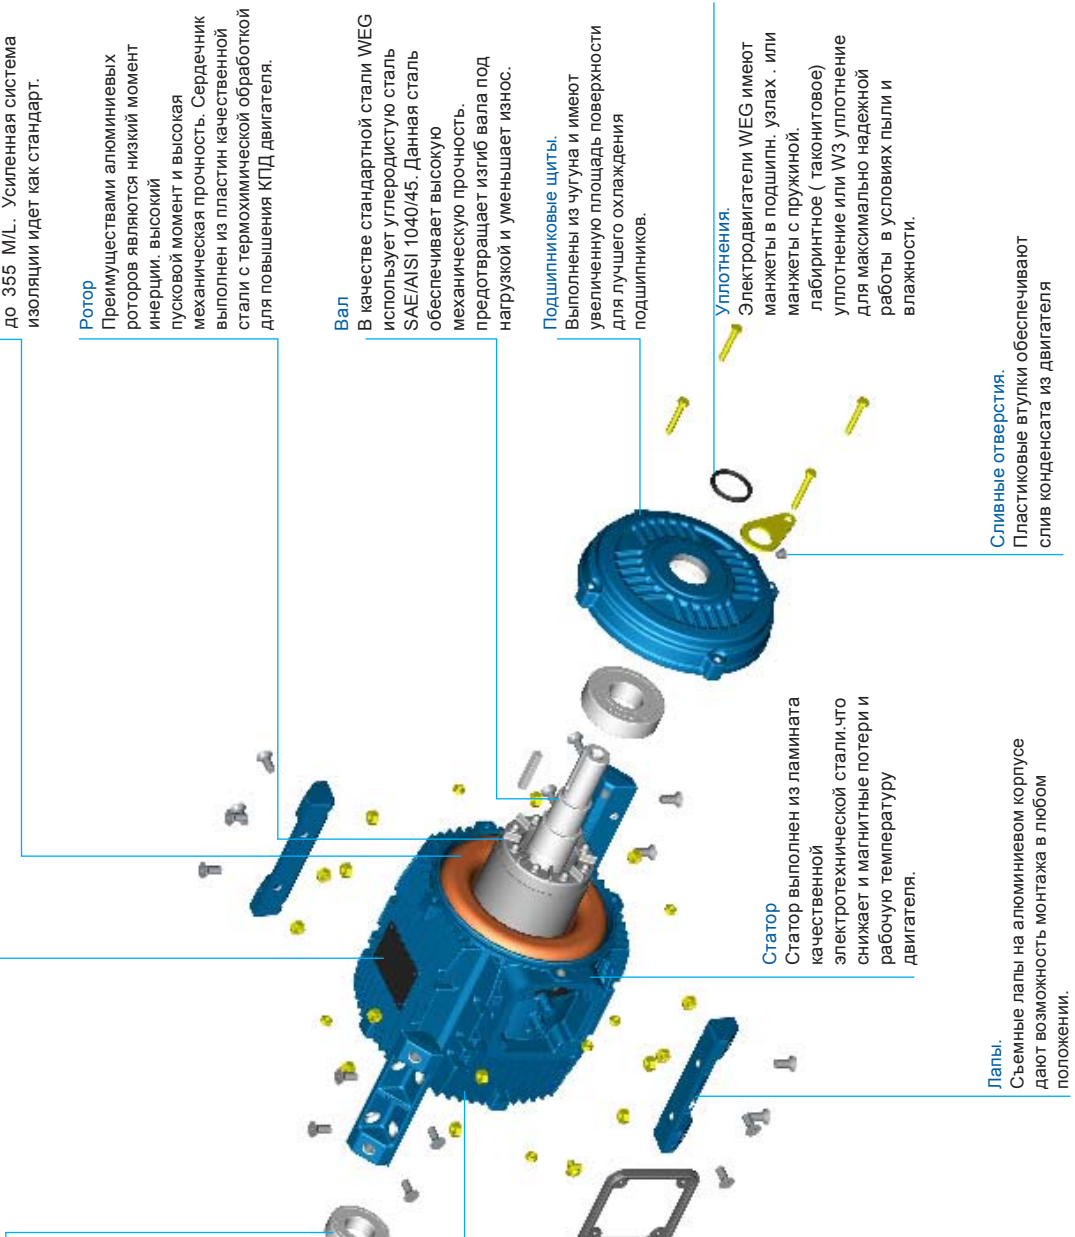 до 355 M/L. Усиленная система
изоляции идет как стандарт.
Ротор
Преимуществами алюминиевых
роторов являются низкий момент
инерции. высокий
пусковой момент и высокая
механическая прочность. Сердечник
выполнен из пластин качественной
стали с термохимической обработкой
для повышения КПД двигателя.
Вал
В качестве стандартной стали WEG
использует углеродистую сталь
SAE/AISI 1040/45. Данная сталь
обеспечивает высокую
механическую прочность.
предотвращает изгиб вала под
нагрузкой и уменьшает износ.
Подшипниковые щиты.
Выполнены из чугуна и имеют
увеличенную площадь поверхности
для лучшего охлаждения
подшипников.
Уплотнения.
Электродвигатели WEG имеют
манжеты в подшипн. узлах . или
манжеты с пружиной.
лабиринтное ( таконитовое)
уплотнение или W3 уплотнение
для максимально надежной
работы в условиях пыли и
влажности.
Сливные отверстия.
Пластиковые втулки обеспечивают
слив конденсата из двигателя
Статор
Статор выполнен из ламината
качественной
электротехнической стали.что
снижает и магнитные потери и
рабочую температуру
двигателя.
Лапы.
Съемные лапы на алюминиевом корпусе
дают возможность монтажа в любом
положении.